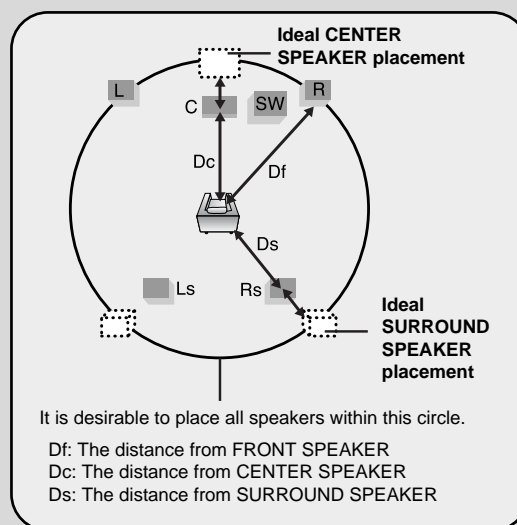 Ideal CENTER
SPEAKER placement
L
R
C
SW
Dc
Df
Ds
Ls
Rs
Ideal
SURROUND
SPEAKER
placement
It is desirable to place all speakers within this circle.
Df: The distance from FRONT SPEAKER
Dc: The distance from CENTER SPEAKER
Ds: The distance from SURROUND SPEAKER